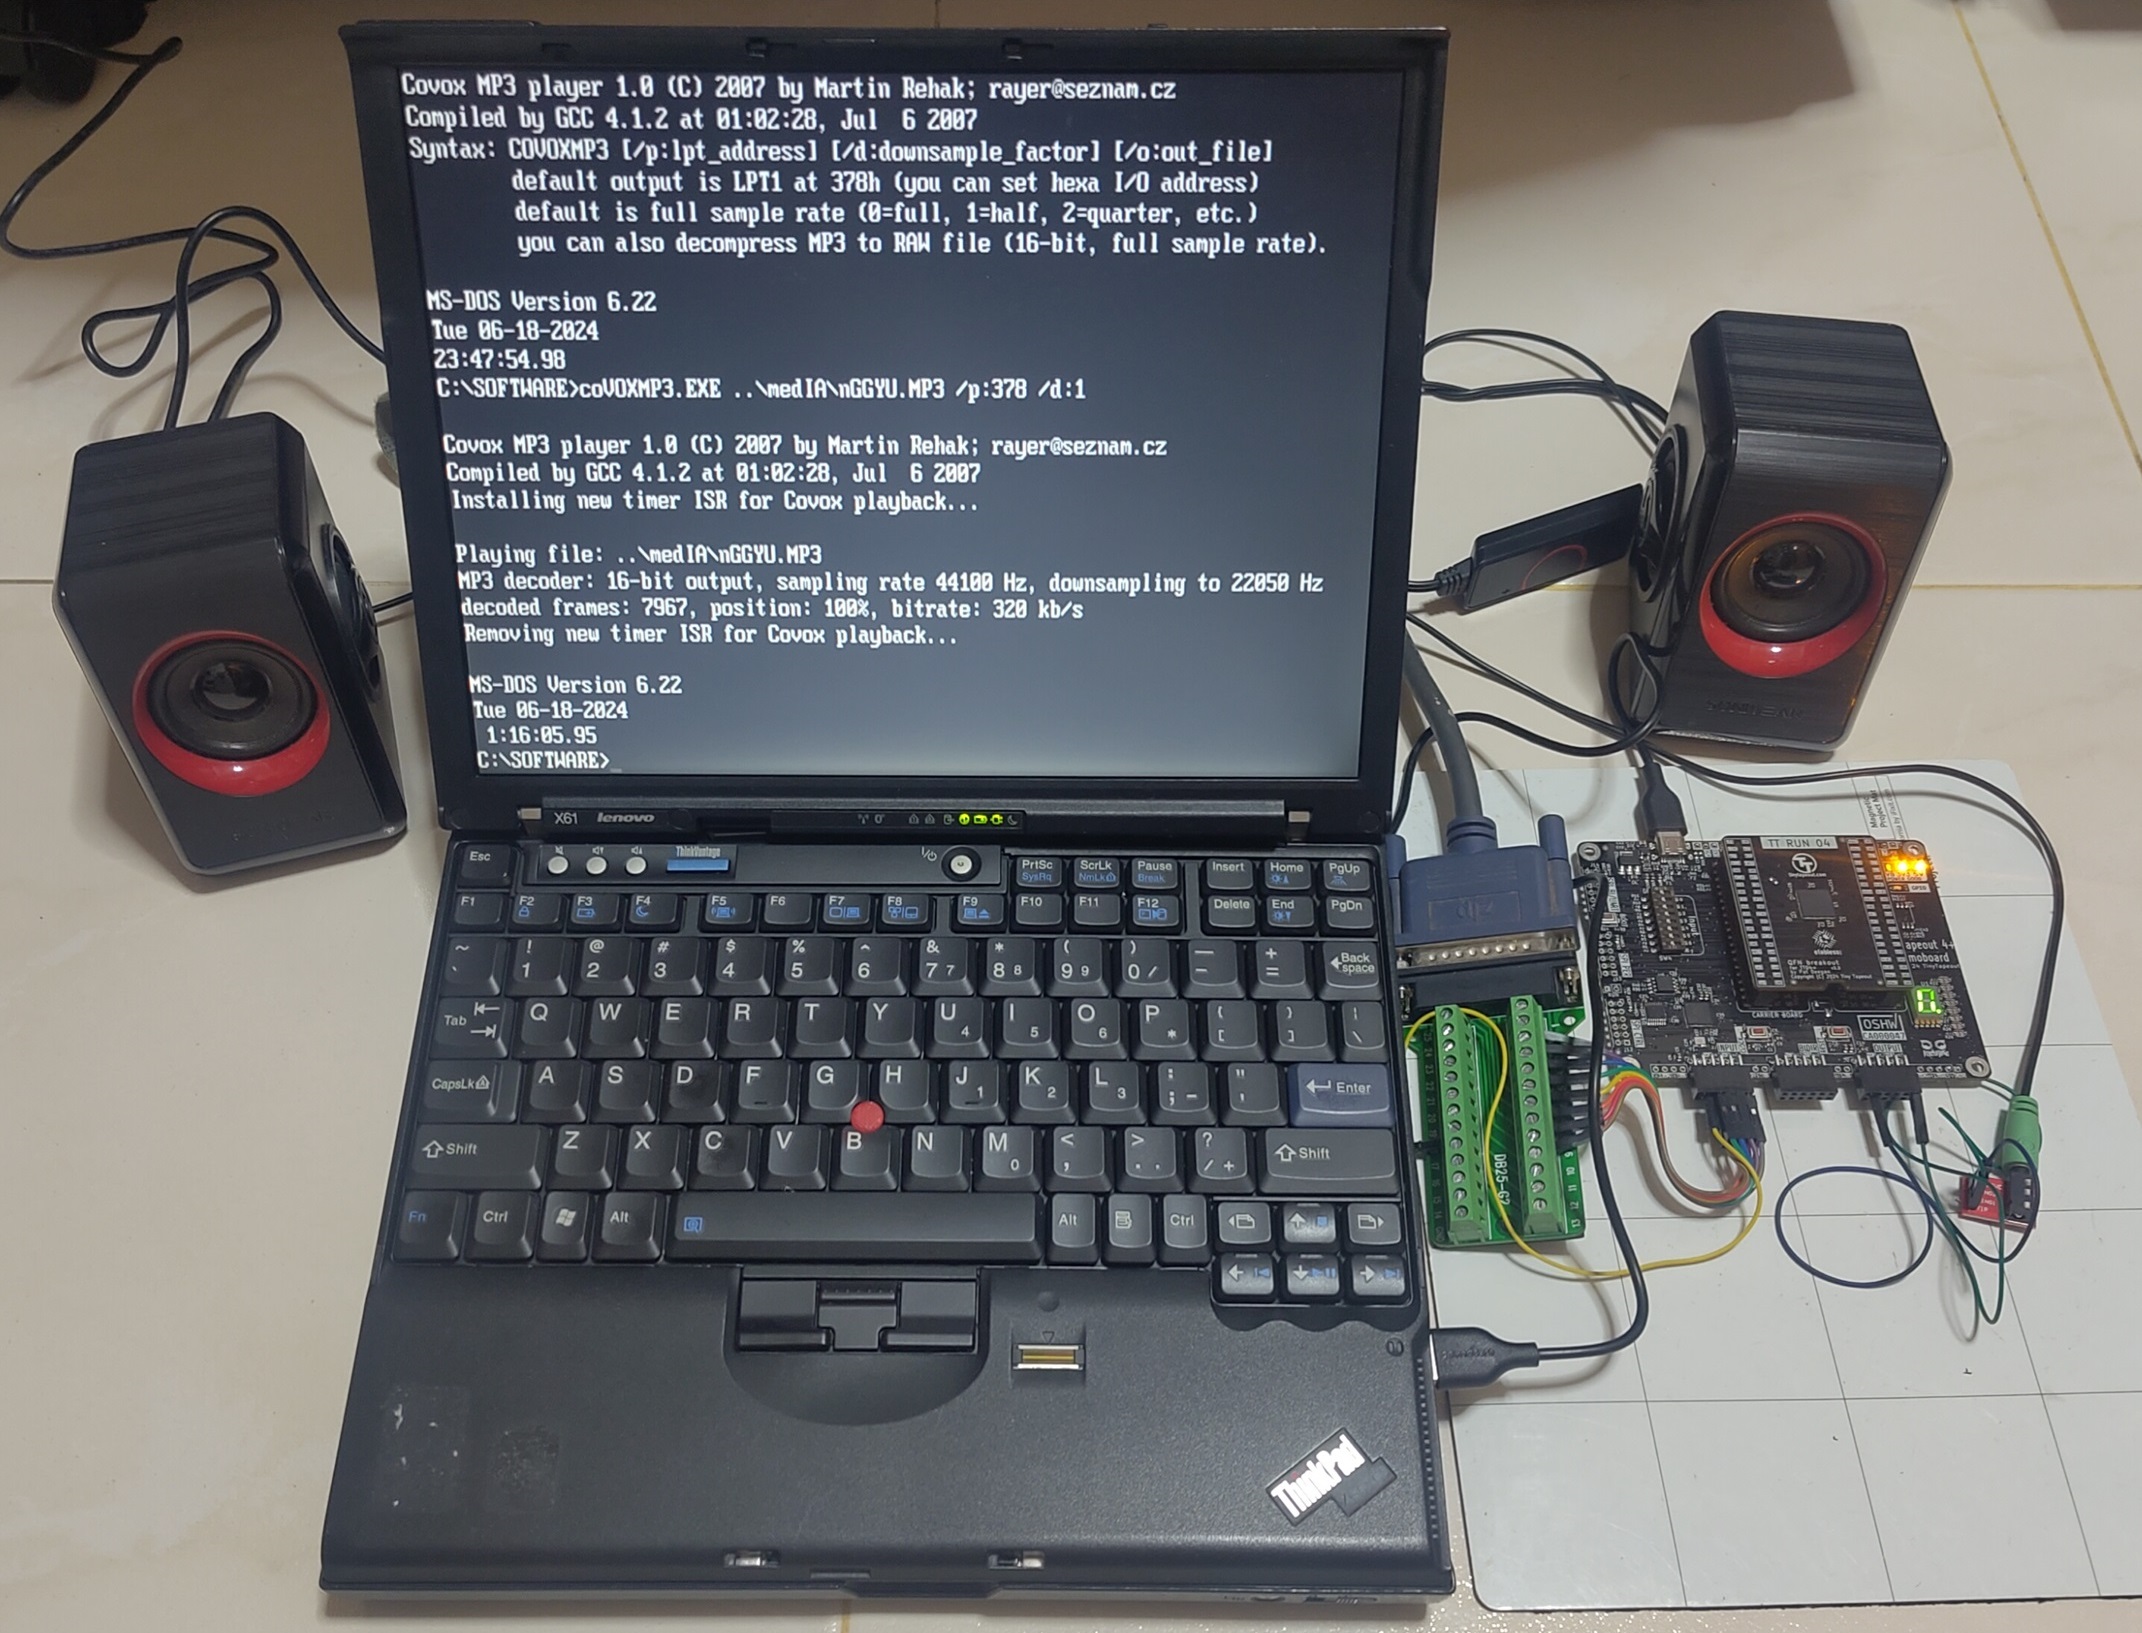 Covox MP3 player 1.0 (C) 2007 by Martin Rehak; rayer@seznam.cz
Compiled by GCC 4.1.2 at 01:02:28, Jul  6 2007
Syntax: COVOXMP3 [/p:lpt_address] [/d:downsample_factor] [/o:out_file]
default output is LPT1 at 378h (you can set hexa I/O address)
default is full sample rate (0=full, 1=half, 2=quarter, etc.)
you can also decompress MP3 to RAW file (16-bit, full sample rate).
MS-DOS Version 6.22
Tue 06-18-2024
23:47:54.98
C:\SOFTWARE>coVOXMP3.EXE ..\medIA\nGGYU.MP3 /p:378 /d:1
Covox MP3 player 1.0 (C) 2007 by Martin Rehak; rayer@seznam.cz
Compiled by GCC 4.1.2 at 01:02:28, Jul  6 2007
Installing new timer ISR for Covox playback...
Playing file: ..\medIA\nGGYU.MP3
MP3 decoder: 16-bit output, sampling rate 44100 Hz, downsampling to 22050 Hz
decoded frames: 7967, position: 100%, bitrate: 320 kb/s
Removing new timer ISR for Covox playback...
MS-DOS Version 6.22
Tue 06-18-2024
1:16:05.95
C:\SOFTWARE>
X61 lenovo
ThinkVantage
Esc PrtSc ScrLk Pause Insert Home PgUp
SysRq NmLk Break
F1 F2 F3 F4 F5 F6 F7 F8 F9 F10 F11 F12 Delete End PgDn
~ ! @ # $ % ^ & * ( ) _ +
` 1 2 3 4 5 6 7 7 8 8 9 9 0 / - = Back space
Tab Q W E R T Y U 4 I 5 O 6 P * { [ } ] | \
CapsLk A S D F G H J 1 K 2 L 3 : ; - " ' Enter
Shift Z X C V B N M 0 < , > . . ? / + Shift
Fn Ctrl Alt Alt Ctrl
ThinkPad
TT RUN 04
QFN breakout
apeout 4+
moboard
CARRIER BOARD
OSHW
DB25-G2
Magnetic
Project Mat